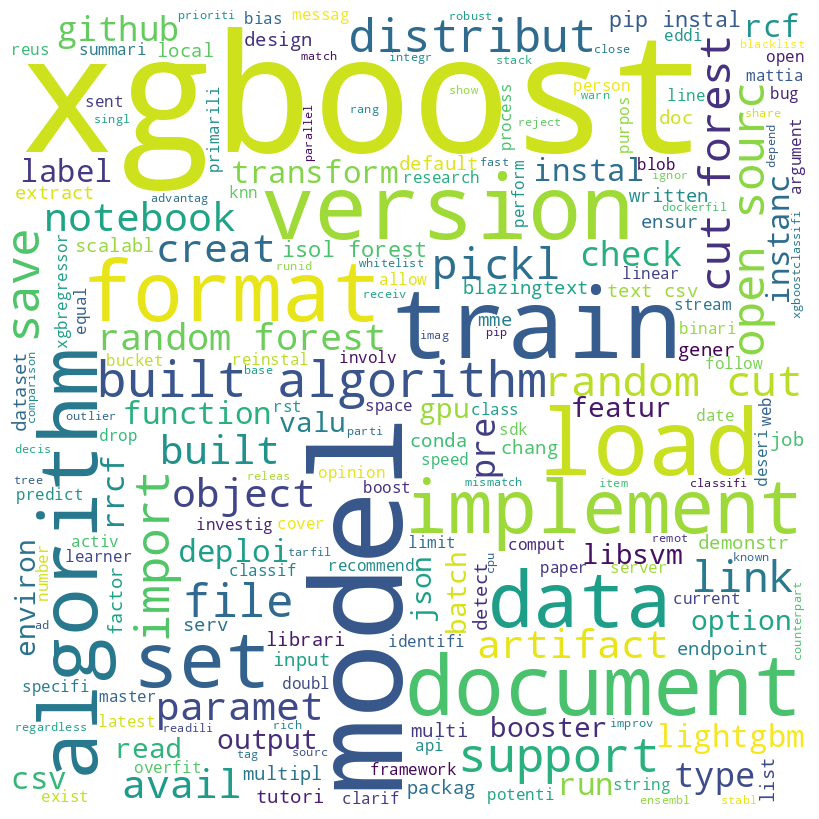 prioriti
bias
messag
pip instal
robust
eddi
rcf
github
summari
local
design
distribut
close
blacklist
reus
match
integr
stack
open
xgboost
show
person
mattia
sent
singl
primarili
parallel
rang
warn
process
reject
line
purpos
doc
bug
share
depend
argument
label
transform
default
fast
instal
ignor
blob
cut forest
open sourc
extract
advantag
knn
research
perform
written
dockerfil
instanc
notebook
version
ensur
xgboostclassifi
save
scalabl
creat
isol forest
pickl
linear
check
xgbregressor
runid
whitelist
allow
blazingtext
text csv
stream
equal
format
receiv
train
imag
pip
mme
binari
random forest
bucket
reinstal
involv
gener
follow
dataset
comparison
base
built algorithm
random cut
outlier
rst
space
gpu
class
featur
date
web
algorithm
function
valu
drop
parti
conda
sdk
chang
pre
load
deseri
job
decis
tree
built
model
speed
predict
rrcf
import
object
releas
opinion
boost
mismatch
item
classifi
implement
investig
cover
activ
limit
comput
remot
known
environ
learner
deploi
tarfil
recommend
cpu
libsvm
demonstr
number
factor
classif
json
batch
detect
paper
server
link
file
data
current
counterpart
ad
serv
librari
identifi
artifact
option
set
input
endpoint
specifi
doubl
document
master
paramet
regardless
latest
readili
rich
sourc
output
multi
booster
improv
lightgbm
read
tag
api
support
csv
overfit
avail
multipl
framework
run
string
type
list
exist
tutori
clarif
packag
potenti
ensembl
stabl